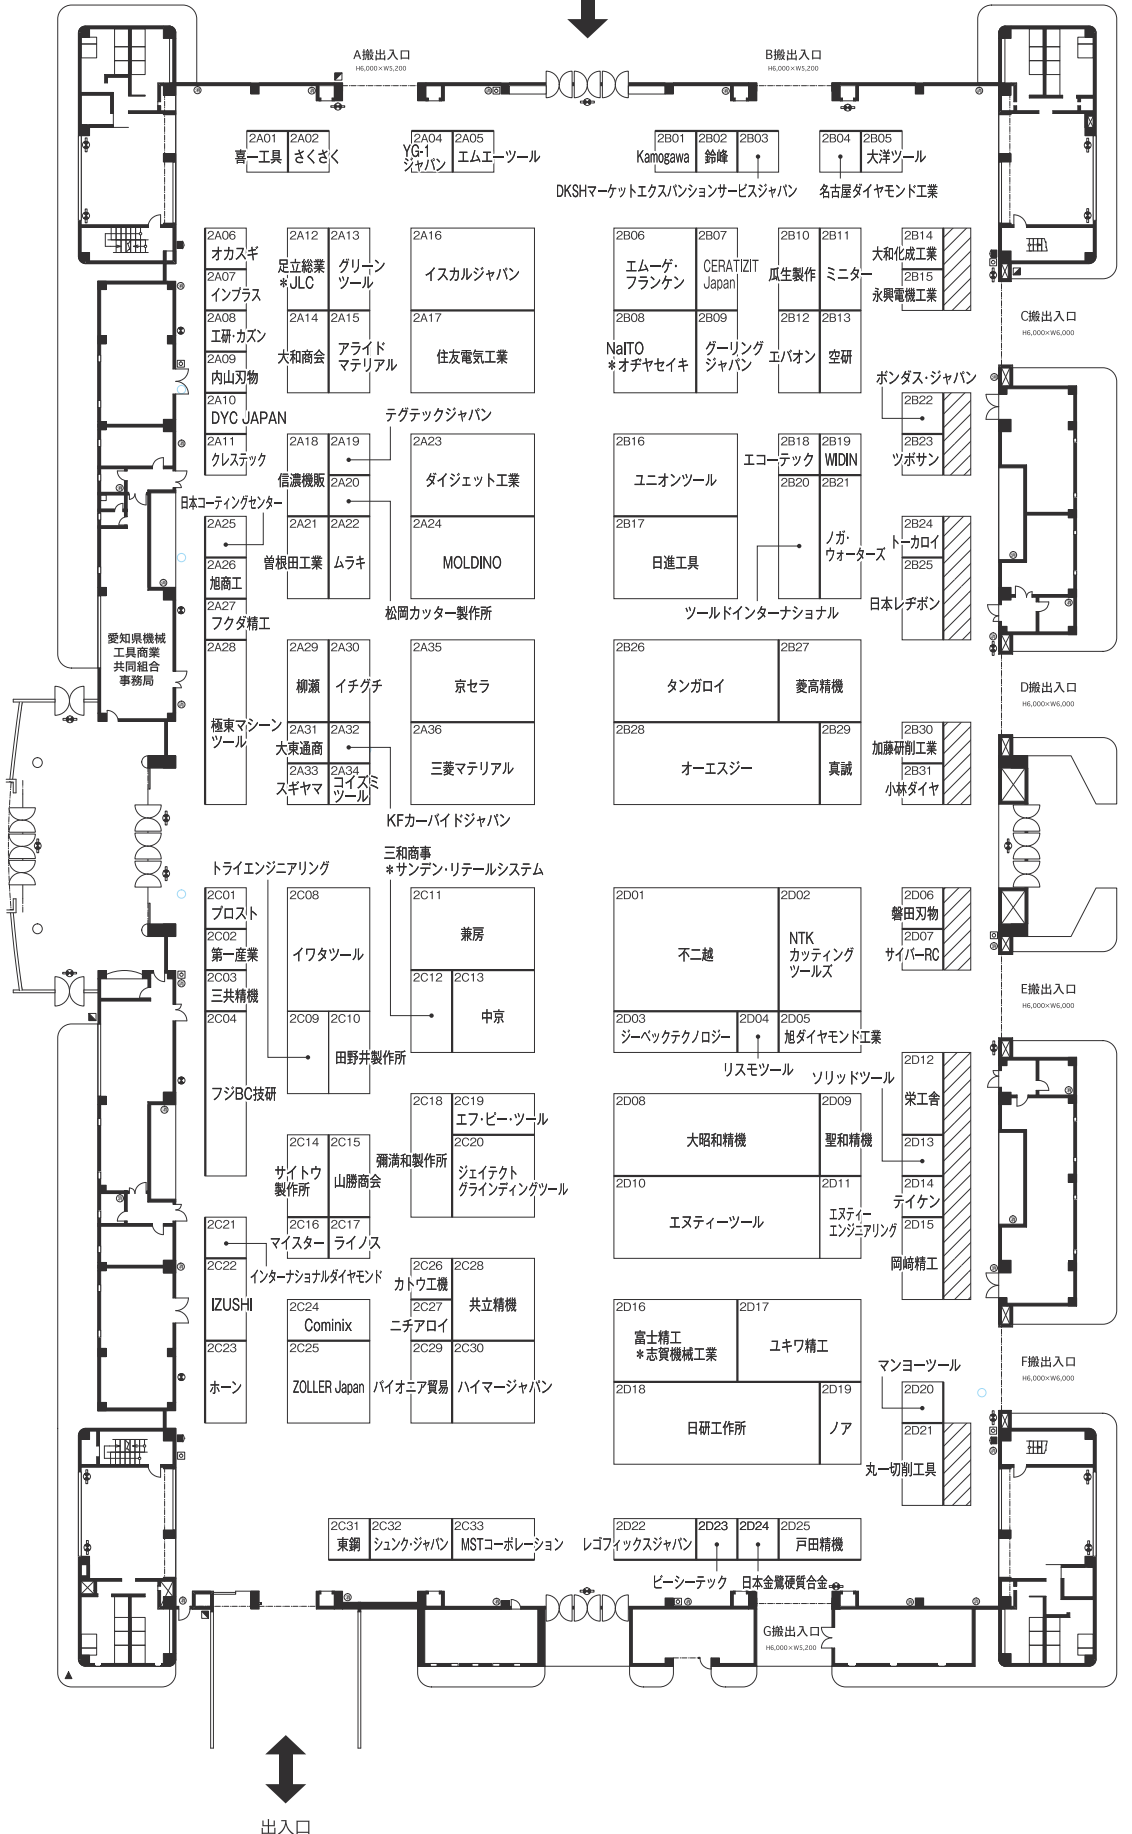 A搬出入口
H6,000×W5,200
B搬出入口
H6,000×W5,200
2A01
喜一工具
2A02
さくさく
2A04
YG-1
ジャパン
2A05
エムエーツール
2B01
Kamogawa
2B02
鈴峰
2B03
DKSHマーケットエクスパンションサービスジャパン
2B04
名古屋ダイヤモンド工業
2B05
大洋ツール
2A06
オカスギ
2A07
インプラス
2A08
工研・カズン
2A09
内山刃物
2A10
DYC JAPAN
2A11
クレステック
2A12
足立総業
＊JLC
2A13
グリーン
ツール
2A14
大和商会
2A15
アライド
マテリアル
2A16
イスカルジャパン
2A17
住友電気工業
2B06
エムーゲ・
フランケン
2B07
CERATIZIT
Japan
2B08
NaITO
＊オヂヤセイキ
2B09
グーリング
ジャパン
2B10
瓜生製作
2B11
ミニター
2B12
エバオン
2B13
空研
2B14
大和化成工業
2B15
永興電機工業
C搬出入口
H6,000×W6,000
ボンダス・ジャパン
2B22
2B23
ツボサン
テグテックジャパン
2A18
信濃機販
2A19
2A20
2A21
曽根田工業
2A22
ムラキ
松岡カッター製作所
2A23
ダイジェット工業
2A24
MOLDINO
2B16
ユニオンツール
2B17
日進工具
2B18
エコーテック
2B19
WIDIN
2B20
2B21
ノガ・
ウォーターズ
ツールドインターナショナル
日本コーティングセンター
2A25
2A26
旭商工
2A27
フクダ精工
2A28
極東マシーン
ツール
2B24
トーカロイ
2B25
日本レヂボン
愛知県機械
工具商業
共同組合
事務局
2A29
柳瀬
2A30
イチグチ
2A31
大東通商
2A32
2A33
スギヤマ
2A34
コイズミ
ツール
KFカーバイドジャパン
2A35
京セラ
2A36
三菱マテリアル
2B26
タンガロイ
2B27
菱高精機
2B28
オーエスジー
2B29
真誠
2B30
加藤研削工業
2B31
小林ダイヤ
D搬出入口
H6,000×W6,000
トライエンジニアリング
三和商事
＊サンデン・リテールシステム
2C01
ブロスト
2C02
第一産業
2C03
三共精機
2C04
フジBC技研
2C08
イワタツール
2C09
2C10
田野井製作所
2C11
兼房
2C12
2C13
中京
2D01
不二越
2D02
NTK
カッティング
ツールズ
2D03
ジーベックテクノロジー
2D04
リスモツール
2D05
旭ダイヤモンド工業
2D06
磐田刃物
2D07
サイバーRC
E搬出入口
H6,000×W6,000
ソリッドツール
2D12
栄工舎
2D13
2D14
テイケン
2D15
岡﨑精工
2C14
サイトウ
製作所
2C15
山勝商会
2C16
マイスター
2C17
ライノス
2C18
彌満和製作所
2C19
エフ・ピー・ツール
2C20
ジェイテクト
グラインディングツール
2D08
大昭和精機
2D09
聖和精機
2D10
エヌティーツール
2D11
エヌティー
エンジニアリング
2C21
インターナショナルダイヤモンド
2C22
IZUSHI
2C23
ホーン
2C24
Cominix
2C25
ZOLLER Japan
2C26
カトウ工機
2C27
ニチアロイ
2C28
共立精機
2C29
パイオニア貿易
2C30
ハイマージャパン
2D16
富士精工
＊志賀機械工業
2D17
ユキワ精工
2D18
日研工作所
2D19
ノア
マンヨーツール
2D20
2D21
丸一切削工具
F搬出入口
H6,000×W6,000
2C31
東鋼
2C32
シュンク・ジャパン
2C33
MSTコーポレーション
2D22
レゴフィックスジャパン
2D23
ビーシーテック
2D24
日本金鷺硬質合金
2D25
戸田精機
G搬出入口
H6,000×W5,200
出入口